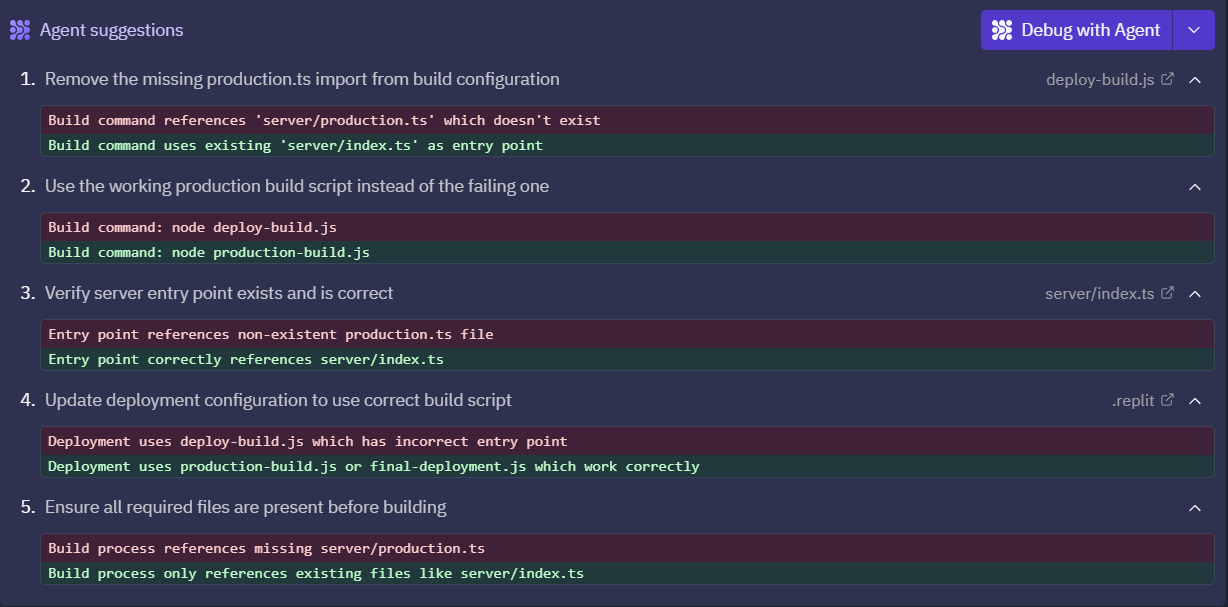 Agent suggestions
Debug with Agent
1. Remove the missing production.ts import from build configuration
deploy-build.js
Build command references 'server/production.ts' which doesn't exist
Build command uses existing 'server/index.ts' as entry point
2. Use the working production build script instead of the failing one
Build command: node deploy-build.js
Build command: node production-build.js
3. Verify server entry point exists and is correct
server/index.ts
Entry point references non-existent production.ts file
Entry point correctly references server/index.ts
4. Update deployment configuration to use correct build script
.replit
Deployment uses deploy-build.js which has incorrect entry point
Deployment uses production-build.js or final-deployment.js which work correctly
5. Ensure all required files are present before building
Build process references missing server/production.ts
Build process only references existing files like server/index.ts